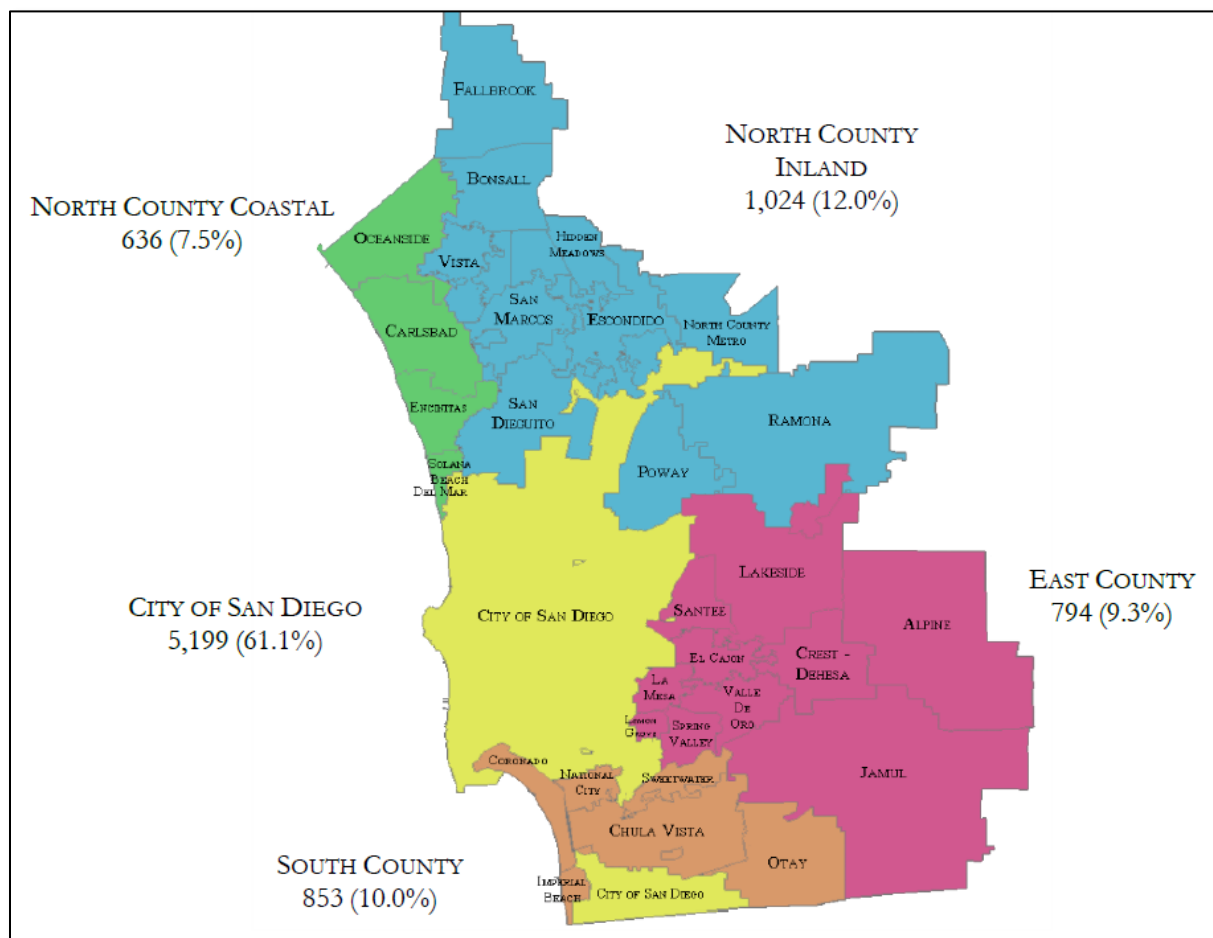 FALLBROOK
NORTH COUNTY
INLAND
1,024 (12.0%)
BONSALL
NORTH COUNTY COASTAL
636 (7.5%)
OCEANSIDE
HIDDEN
MEADOWS
VISTA
SAN
MARCOS
ESCONDIDO
NORTH COUNTY
METRO
CARLSBAD
ENCINITAS
SAN
DIEGUITO
RAMONA
POWAY
SOLANA
BEACH
DEL MAR
LAKESIDE
EAST COUNTY
794 (9.3%)
CITY OF SAN DIEGO
5,199 (61.1%)
CITY OF SAN DIEGO
SANTEE
ALPINE
EL CAJON
CREST -
DEHESA
LA
MESA
VALLE
DE
ORO
LEMON
GROVE
SPRING
VALLEY
CORONADO
NATIONAL
CITY
SWEETWATER
JAMUL
CHULA VISTA
OTAY
SOUTH COUNTY
853 (10.0%)
IMPERIAL
BEACH
CITY OF SAN DIEGO